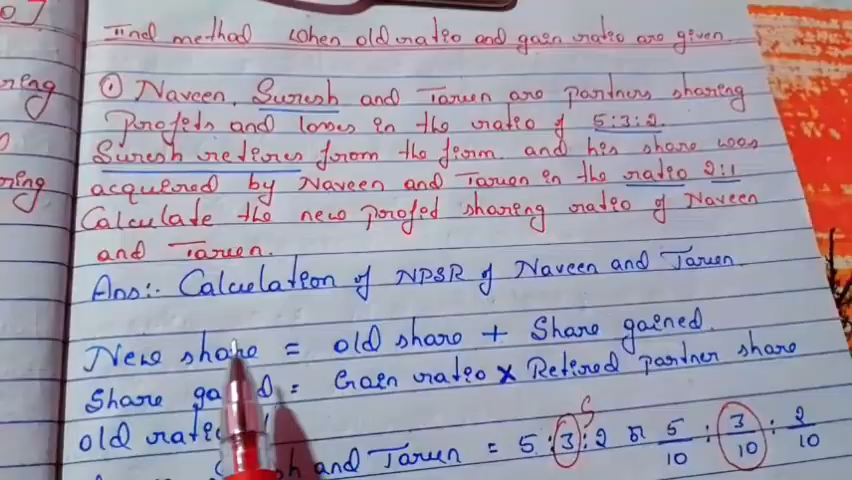 IInd method when old ratio and gain ratio are given
① Naveen, Suresh and Tarun are partners sharing
Profits and losses in the ratio of 5:3:2.
Suresh retires from the firm and his share was
acquered by Naveen and Tarun in the ratio 2:1
Calculate the new profet sharing ratio of Naveen
and Tarun.
Ans:- Calculation of NPSR of Naveen and Tarun.
New share = old share + Share gained.
Share = Gain ratio × Retired partner share
old
and Tarun = 5:3:2 or 5/10 : 3/10 : 2/10
S